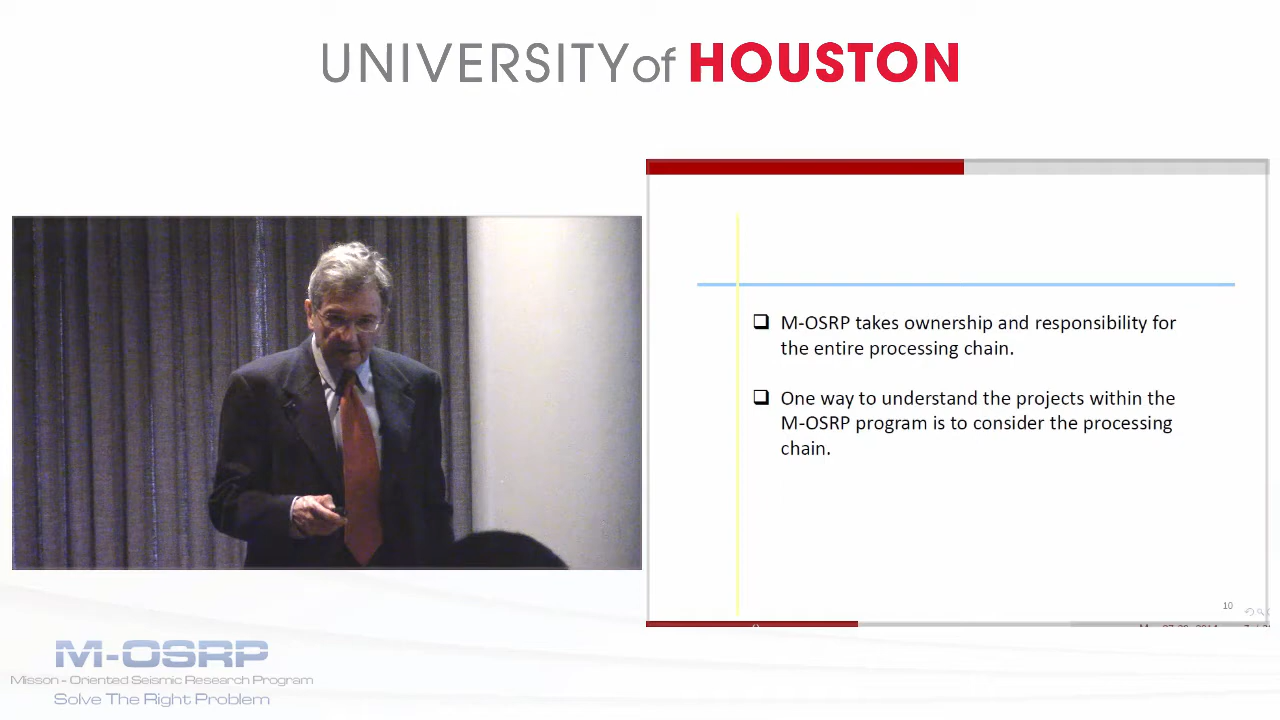 UNIVERSITY of HOUSTON
❑ M-OSRP takes ownership and responsibility for
the entire processing chain.
❑ One way to understand the projects within the
M-OSRP program is to consider the processing
chain.
10
M-OSRP
Misson - Oriented Seismic Research Program
Solve The Right Problem